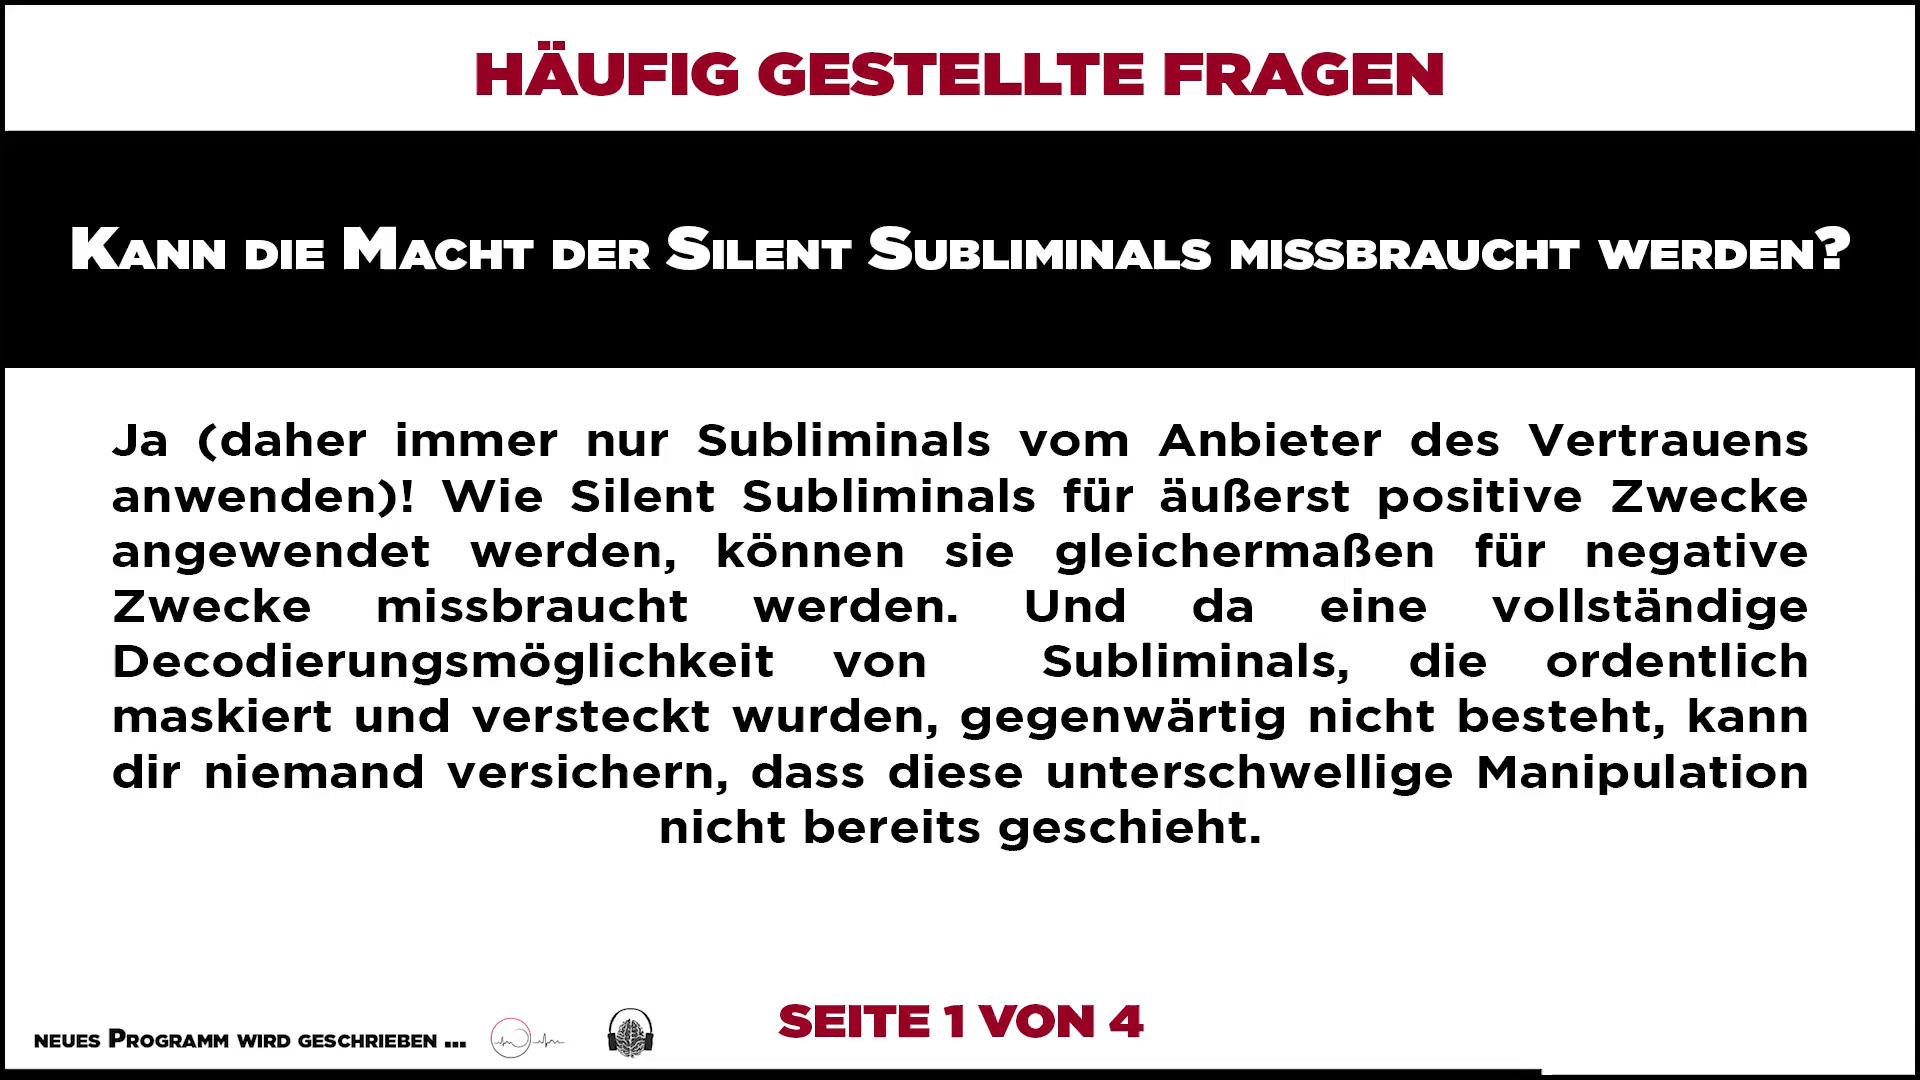 HÄUFIG GESTELLTE FRAGEN
KANN DIE MACHT DER SILENT SUBLIMINALS MISSBRAUCHT WERDEN?
Ja (daher immer nur Subliminals vom Anbieter des Vertrauens
anwenden)! Wie Silent Subliminals für äußerst positive Zwecke
angewendet werden, können sie gleichermaßen für negative
Zwecke missbraucht werden. Und da eine vollständige
Decodierungsmöglichkeit von Subliminals, die ordentlich
maskiert und versteckt wurden, gegenwärtig nicht besteht, kann
dir niemand versichern, dass diese unterschwellige Manipulation
nicht bereits geschieht.
NEUES PROGRAMM WIRD GESCHRIEBEN ...
SEITE 1 VON 4